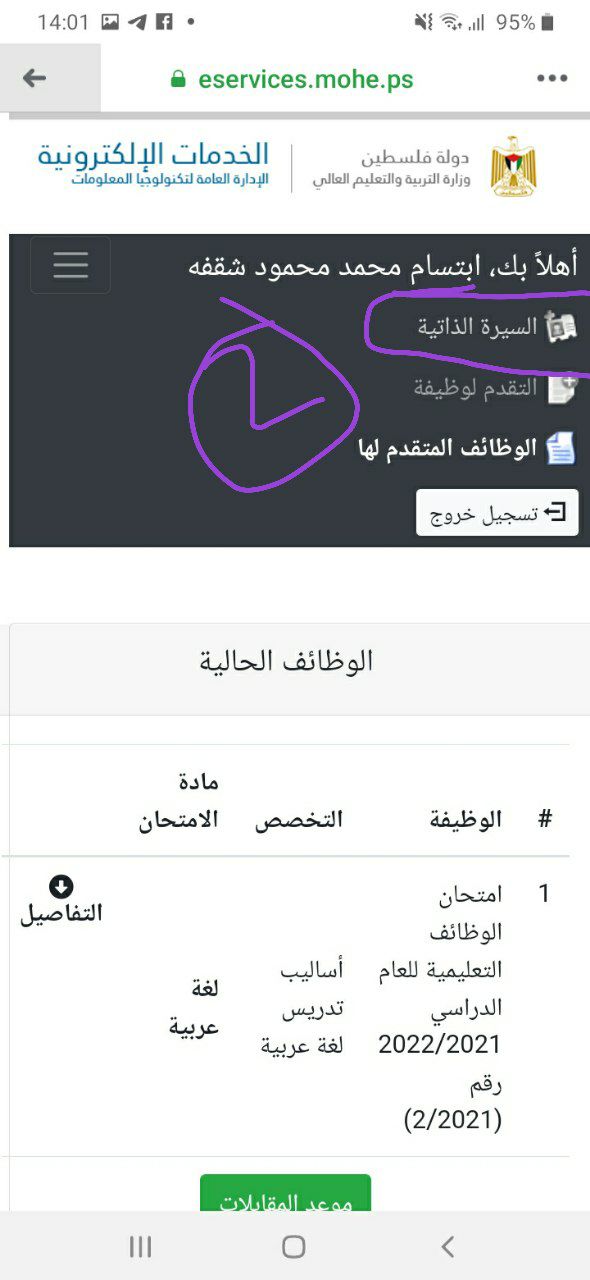 14:01
95%
eservices.mohe.ps
الخدمات الإلكترونية
الإدارة العامة لتكنولوجيا المعلومات
دولة فلسطين
وزارة التربية والتعليم العالي
أهلاً بك، ابتسام محمد محمود شقفه
السيرة الذاتية
التقدم لوظيفة
الوظائف المتقدم لها
تسجيل خروج
الوظائف الحالية
# الوظيفة التخصص مادة
الامتحان
1 امتحان
الوظائف
التعليمية للعام
الدراسي
2022/2021
رقم
(2/2021)
أساليب
تدريس
لغة عربية
لغة
عربية
التفاصيل
موعد المقابلات